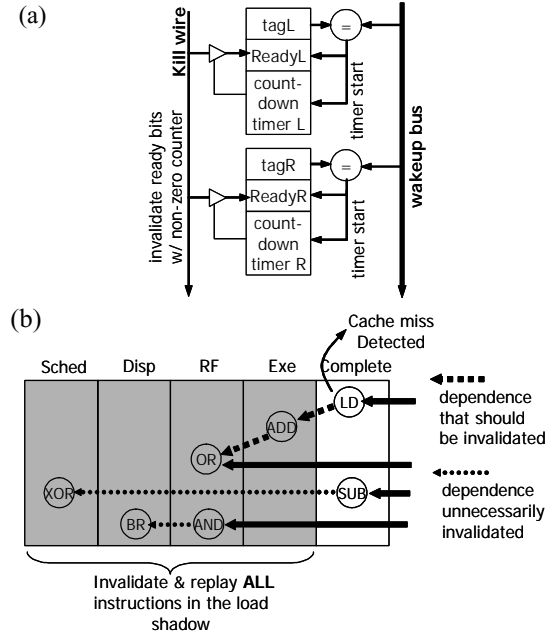 (a)
Kill wire
invalidate ready bits
w/ non-zero counter
tagL
=
ReadyL
count-
down
timer L
timer start
tagR
=
ReadyR
count-
down
timer R
timer start
wakeup bus
(b)
Cache miss
Detected
Sched
Disp
RF
Exe
Complete
LD
ADD
OR
XOR
SUB
BR
AND
dependence
that should
be invalidated
dependence
unnecessarily
invalidated
Invalidate & replay ALL
instructions in the load
shadow